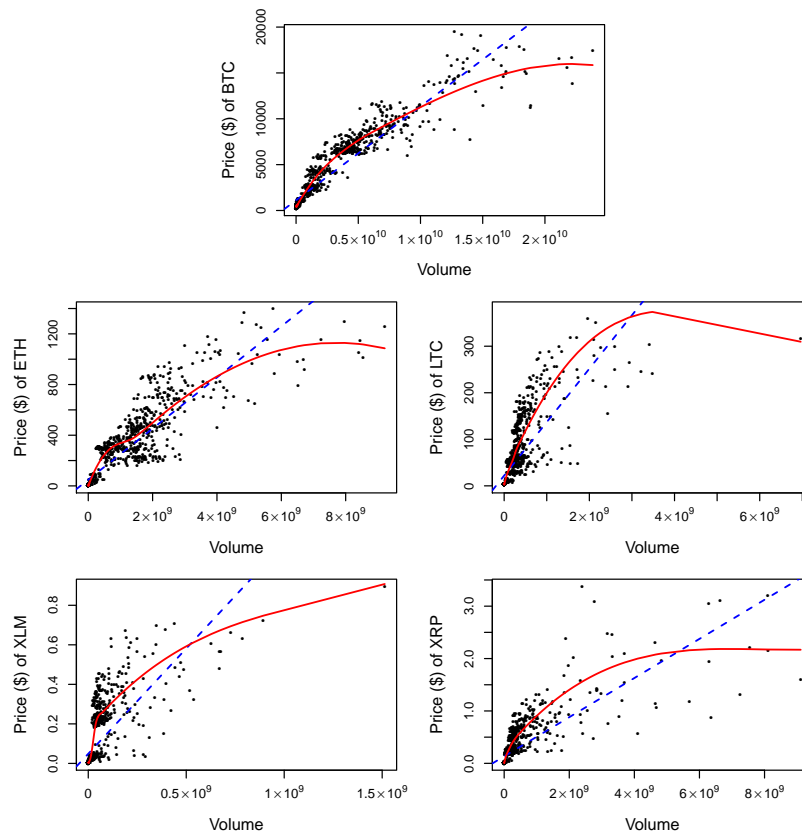 Price ($) of BTC
0 5000 10000 20000
0 0.5×10^10 1.0×10^10 1.5×10^10 2.0×10^10
Volume
Price ($) of ETH
0 400 800 1200
0 2×10^9 4×10^9 6×10^9 8×10^9
Volume
Price ($) of LTC
0 100 200 300
0 2×10^9 4×10^9 6×10^9
Volume
Price ($) of XLM
0.0 0.2 0.4 0.6 0.8
0 0.5×10^9 1.0×10^9 1.5×10^9
Volume
Price ($) of XRP
0.0 1.0 2.0 3.0
0 2×10^9 4×10^9 6×10^9 8×10^9
Volume